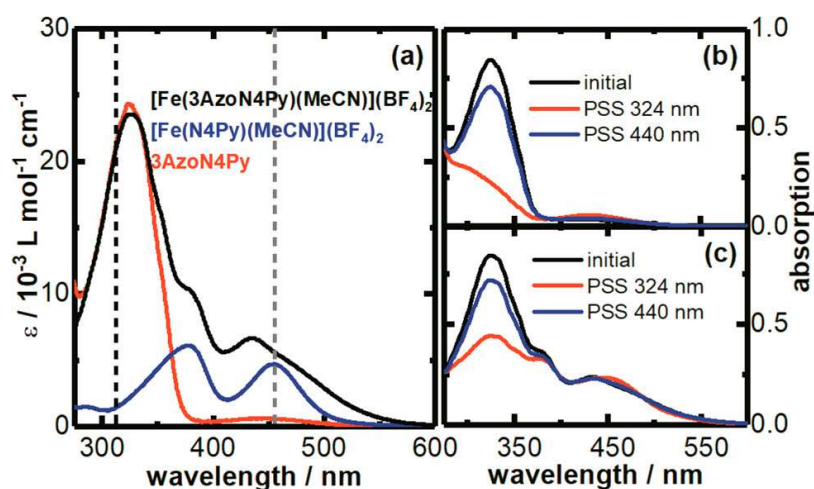 30
20
10
0
ε / 10⁻³ L mol⁻¹ cm⁻¹
(a)
[Fe(3AzoN4Py)(MeCN)](BF₄)₂
[Fe(N4Py)(MeCN)](BF₄)₂
3AzoN4Py
300 400 500 600
wavelength / nm
(b)
initial
PSS 324 nm
PSS 440 nm
1.0
0.5
0.0
(c)
initial
PSS 324 nm
PSS 440 nm
0.5
0.0
absorption
350 450 550
wavelength / nm